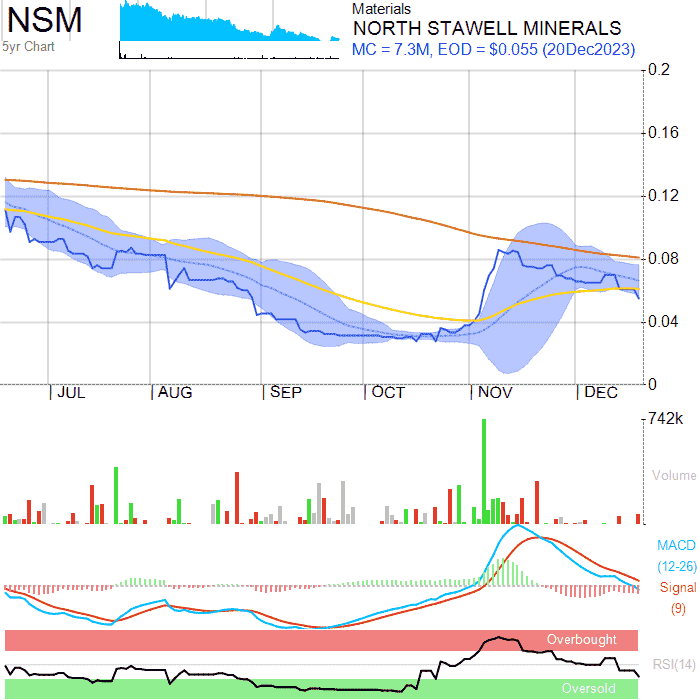 NSM
5yr Chart
Materials
NORTH STAWELL MINERALS
MC = 7.3M, EOD = $0.055 (20Dec2023)
0.2
0.16
0.12
0.08
0.04
0
JUL AUG SEP OCT NOV DEC
742k
Volume
MACD
(12-26)
Signal
(9)
Overbought
RSI(14)
Oversold